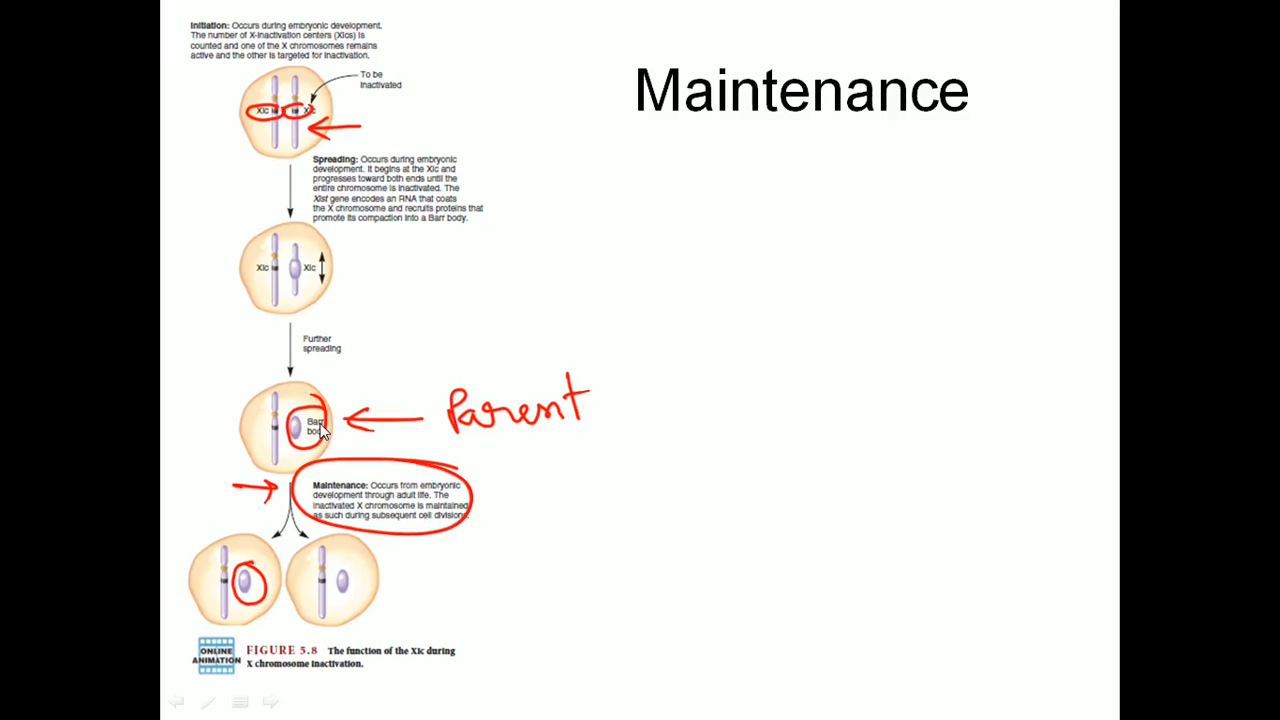 Initiation: Occurs during embryonic development.
The number of X-inactivation centers (Xics) is
counted and one of the X chromosomes remains
active and the other is targeted for inactivation.
Maintenance
To be
inactivated
Xic
Xic
Spreading: Occurs during embryonic
development. It begins at the Xic and
progresses toward both ends until the
entire chromosome is inactivated. The
Xist gene encodes an RNA that coats
the X chromosome and recruits proteins that
promote its compaction into a Barr body.
Xic
Xic
Further
spreading
Barr
body
Parent
Maintenance: Occurs from embryonic
development through adult life. The
inactivated X chromosome is maintained
as such during subsequent cell divisions.
ONLINE
ANIMATION
FIGURE 5.8 The function of the Xic during
X chromosome inactivation.